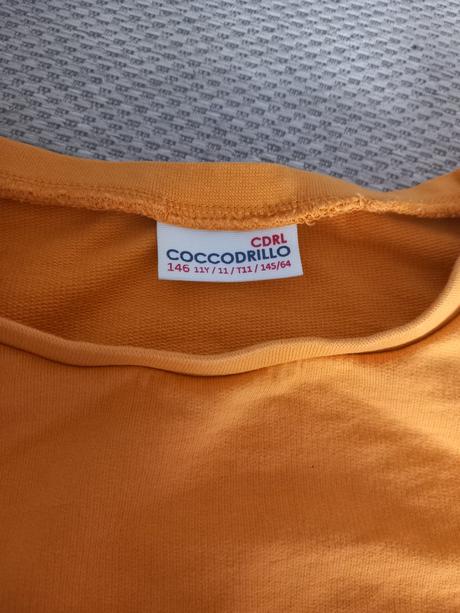 CDRL
COCCODRILLO
146 11Y / 11 / T11 / 145/64